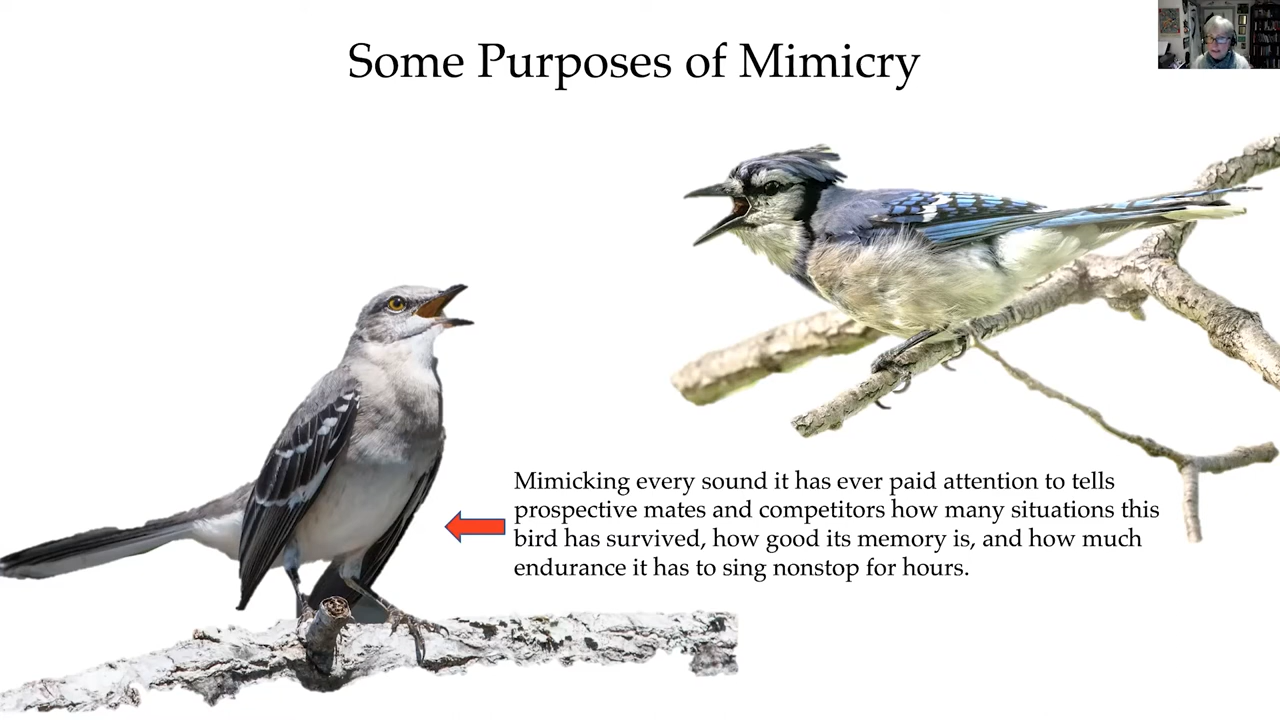 Some Purposes of Mimicry
Mimicking every sound it has ever paid attention to tells
prospective mates and competitors how many situations this
bird has survived, how good its memory is, and how much
endurance it has to sing nonstop for hours.